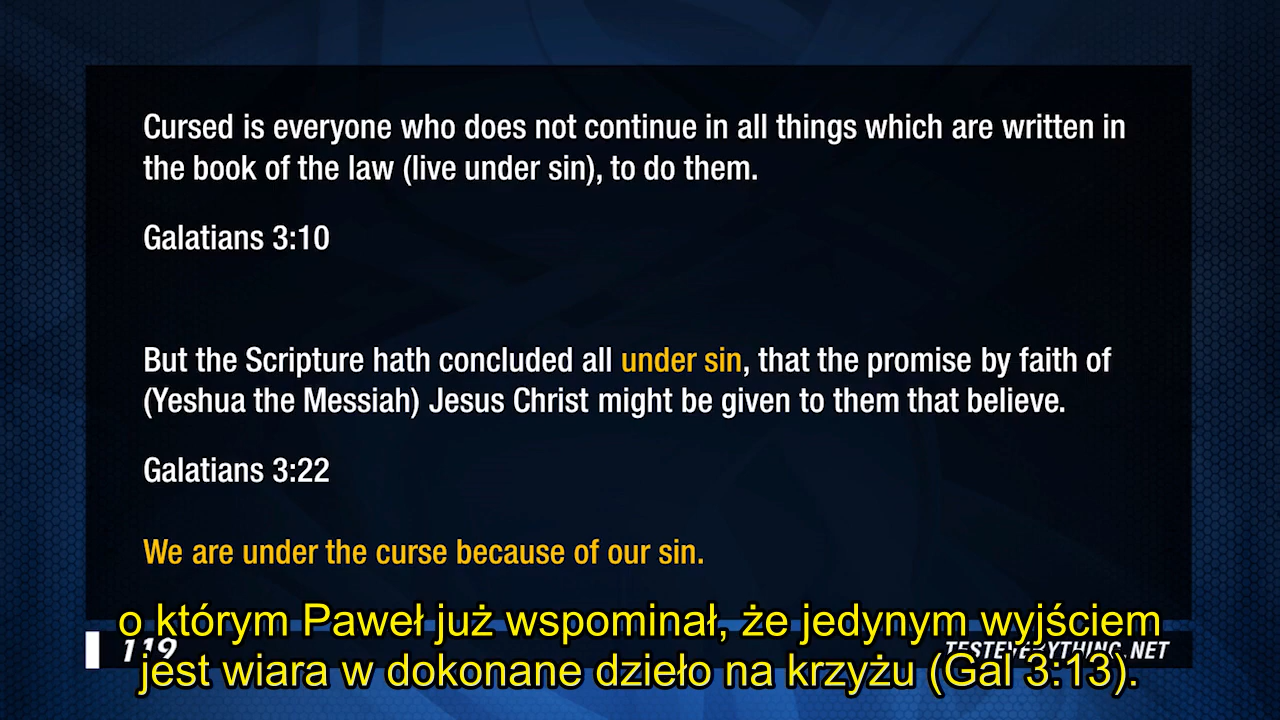 Cursed is everyone who does not continue in all things which are written in
the book of the law (live under sin), to do them.
Galatians 3:10
But the Scripture hath concluded all under sin, that the promise by faith of
(Yeshua the Messiah) Jesus Christ might be given to them that believe.
Galatians 3:22
We are under the curse because of our sin.
o którym Paweł już wspominał, że jedynym wyjściem
119
TESTEVERYTHING.NET
jest wiara w dokonane dzieło na krzyżu (Gal 3:13).